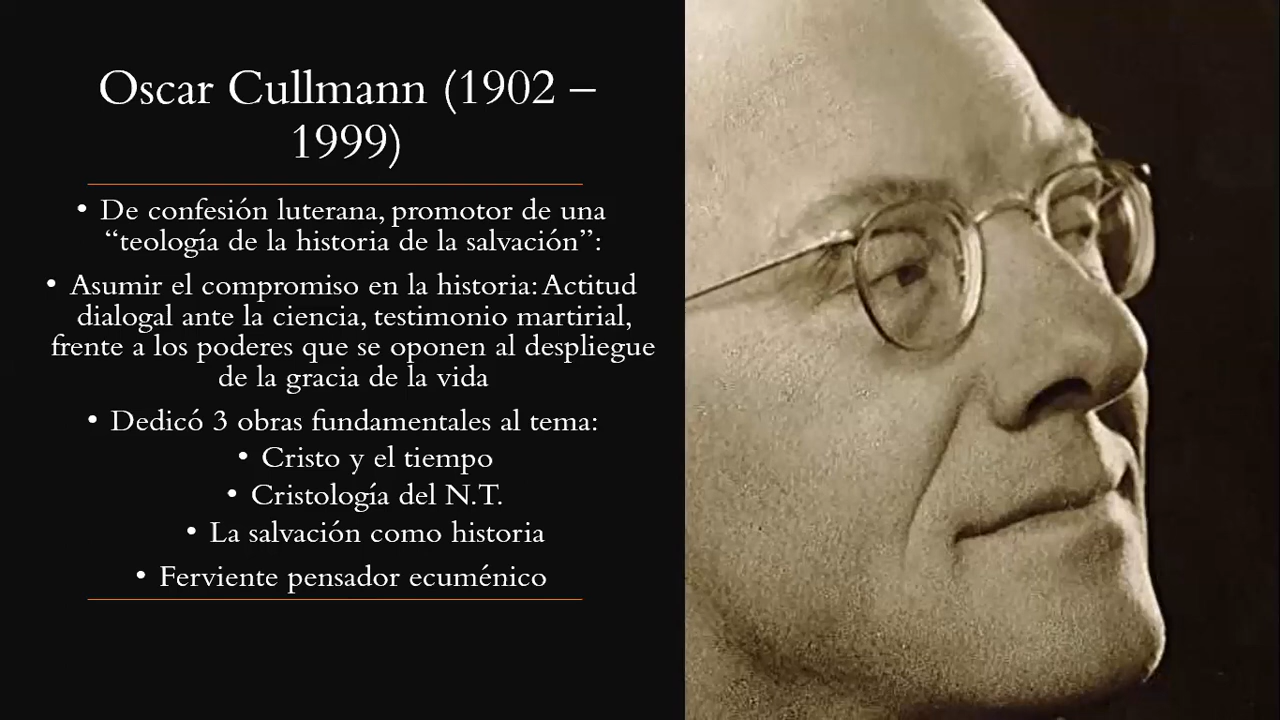 Oscar Cullmann (1902 –
1999)
• De confesión luterana, promotor de una
“teología de la historia de la salvación”:
• Asumir el compromiso en la historia: Actitud
dialogal ante la ciencia, testimonio martirial,
frente a los poderes que se oponen al despliegue
de la gracia de la vida
• Dedicó 3 obras fundamentales al tema:
• Cristo y el tiempo
• Cristología del N.T.
• La salvación como historia
• Ferviente pensador ecuménico